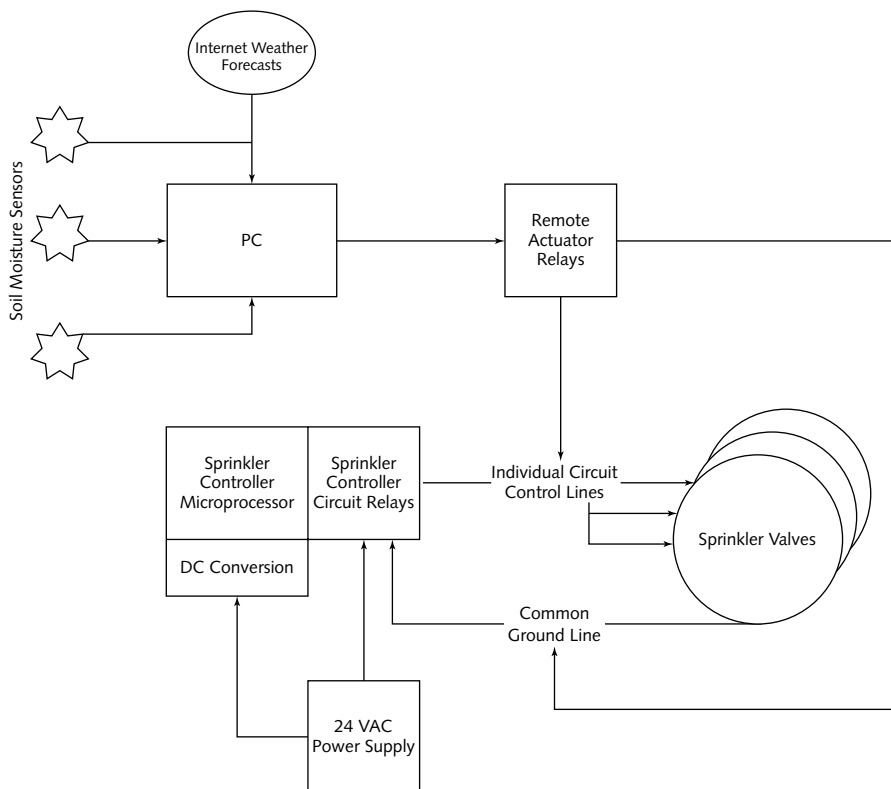 Internet Weather
Forecasts
Soil Moisture Sensors
PC
Remote
Actuator
Relays
Sprinkler
Controller
Microprocessor
Sprinkler
Controller
Circuit Relays
Individual Circuit
Control Lines
Sprinkler Valves
DC Conversion
Common
Ground Line
24 VAC
Power Supply